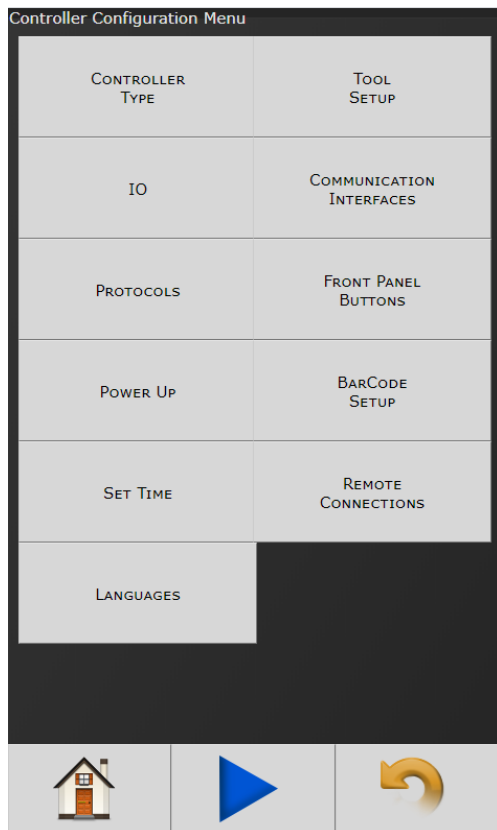 Controller Configuration Menu
Controller
Type
Tool
Setup
IO
Communication
Interfaces
Protocols
Front Panel
Buttons
Power Up
BarCode
Setup
Set Time
Remote
Connections
Languages